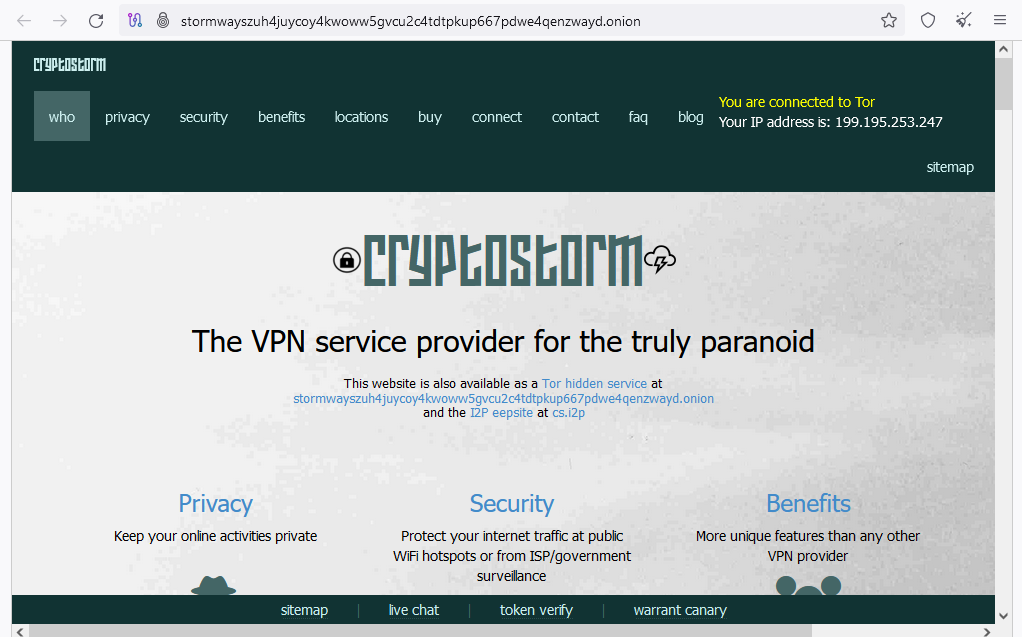 stormwayszuh4juycoy4kwoww5gvcu2c4tdtpkup667pdwe4qenzwayd.onion
cryptostorm
who privacy security benefits locations buy connect contact faq blog
You are connected to Tor
Your IP address is: 199.195.253.247
sitemap
cryptostorm
The VPN service provider for the truly paranoid
This website is also available as a Tor hidden service at
stormwayszuh4juycoy4kwoww5gvcu2c4tdtpkup667pdwe4qenzwayd.onion
and the I2P eepsite at cs.i2p
Privacy
Keep your online activities private
Security
Protect your internet traffic at public
WiFi hotspots or from ISP/government
surveillance
Benefits
More unique features than any other
VPN provider
sitemap | live chat | token verify | warrant canary